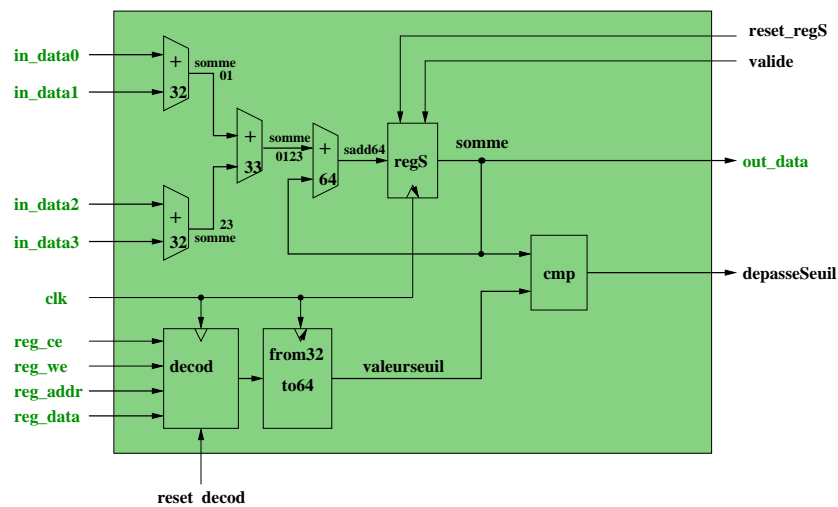 reset_regS
in_data0
+
somme
01
valide
in_data1
32
+
somme
0123
+
sadd64
regS
somme
out_data
33
64
in_data2
+
23
somme
in_data3
32
cmp
depasseSeuil
clk
reg_ce
decod
from32
to64
valeurseuil
reg_we
reg_addr
reg_data
reset_decod